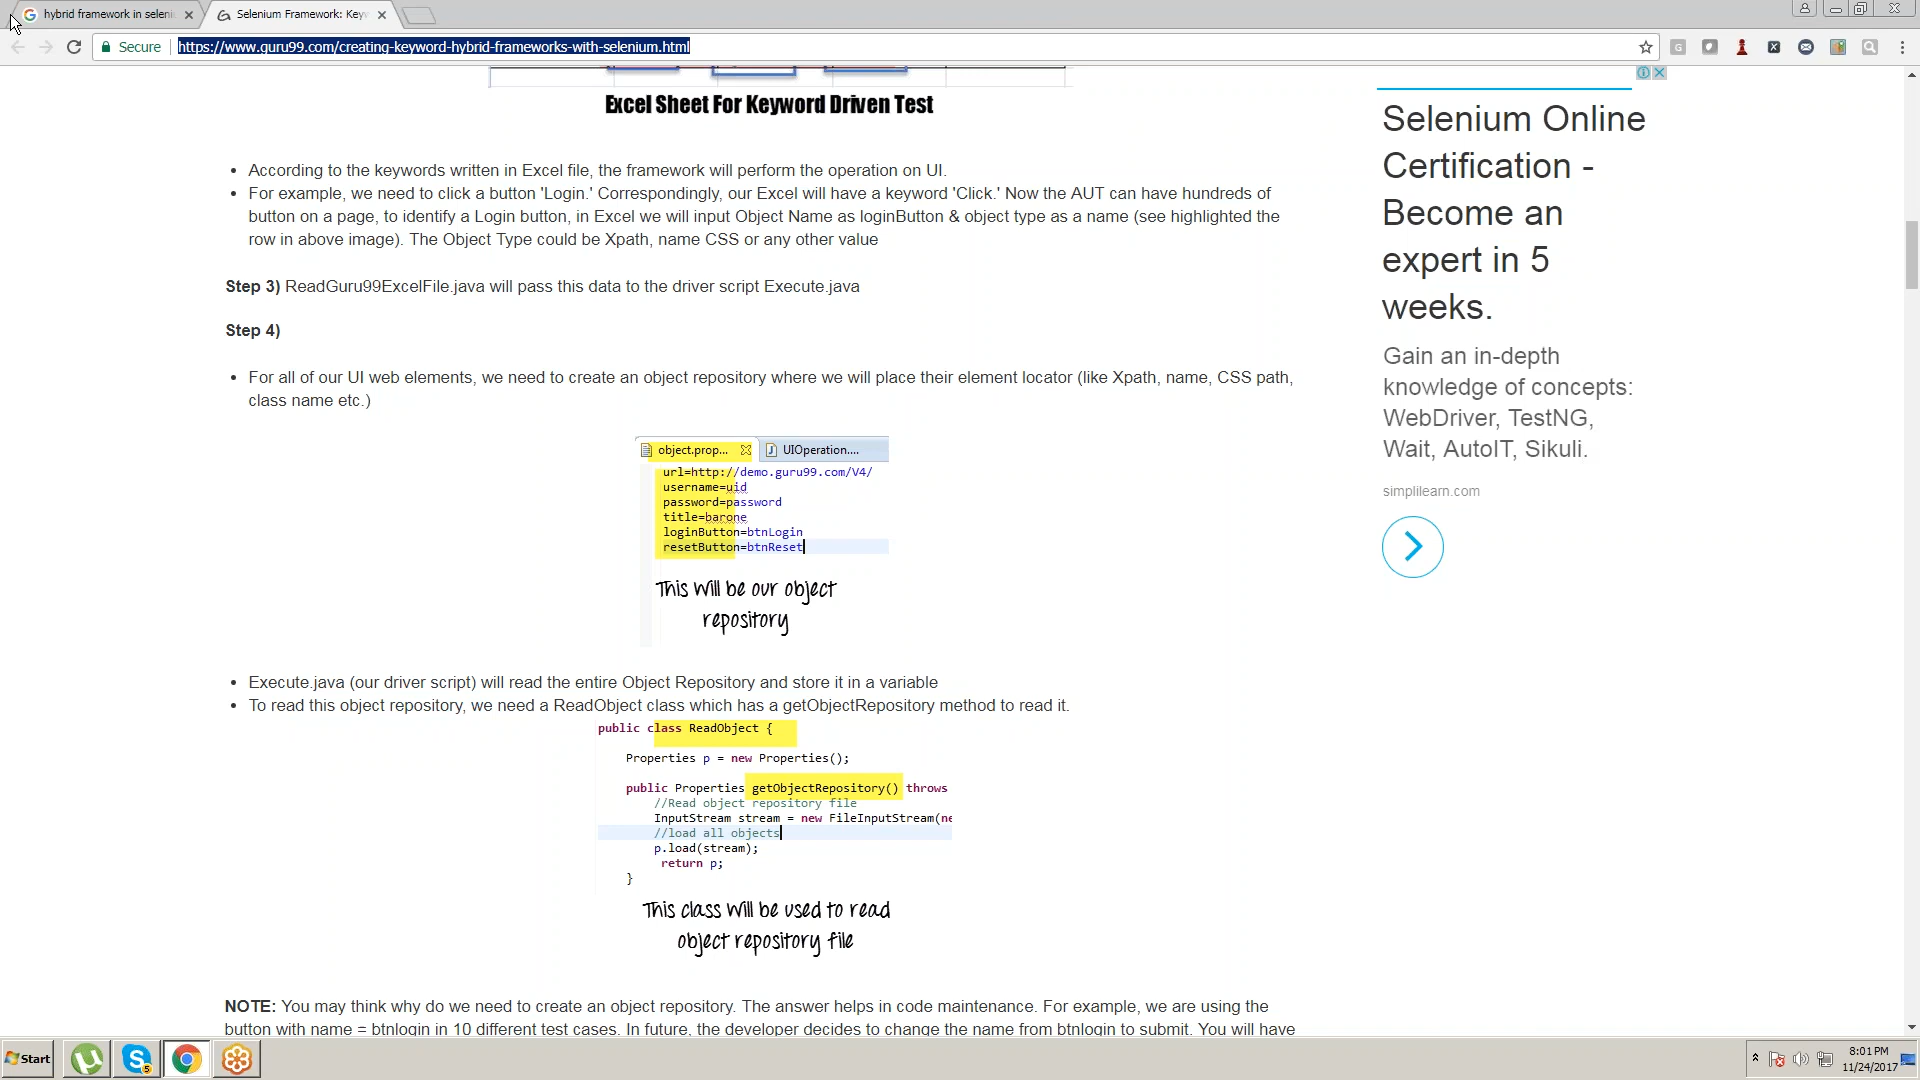 hybrid framework in seleni
Selenium Framework: Key
Secure
https://www.guru99.com/creating-keyword-hybrid-frameworks-with-selenium.html
Excel Sheet For Keyword Driven Test
According to the keywords written in Excel file, the framework will perform the operation on UI.
For example, we need to click a button 'Login.' Correspondingly, our Excel will have a keyword 'Click.' Now the AUT can have hundreds of
button on a page, to identify a Login button, in Excel we will input Object Name as loginButton & object type as a name (see highlighted the
row in above image). The Object Type could be Xpath, name CSS or any other value
Step 3) ReadGuru99ExcelFile.java will pass this data to the driver script Execute.java
Step 4)
For all of our UI web elements, we need to create an object repository where we will place their element locator (like Xpath, name, CSS path,
class name etc.)
object.prop...
UIOperation....
url=http://demo.guru99.com/V4/
username=uid
password=password
title=barone
loginButton=btnLogin
resetButton=btnReset
This will be our object
repository
Execute.java (our driver script) will read the entire Object Repository and store it in a variable
To read this object repository, we need a ReadObject class which has a getObjectRepository method to read it.
public class ReadObject {
Properties p = new Properties();
public Properties getObjectRepository() throws
//Read object repository file
InputStream stream = new FileInputStream(ne
//load all objects
p.load(stream);
return p;
}
This class will be used to read
object repository file
NOTE: You may think why do we need to create an object repository. The answer helps in code maintenance. For example, we are using the
button with name = btnlogin in 10 different test cases. In future, the developer decides to change the name from btnlogin to submit. You will have
Selenium Online
Certification -
Become an
expert in 5
weeks.
Gain an in-depth
knowledge of concepts:
WebDriver, TestNG,
Wait, AutoIT, Sikuli.
simplilearn.com
Start
8:01 PM
11/24/2017